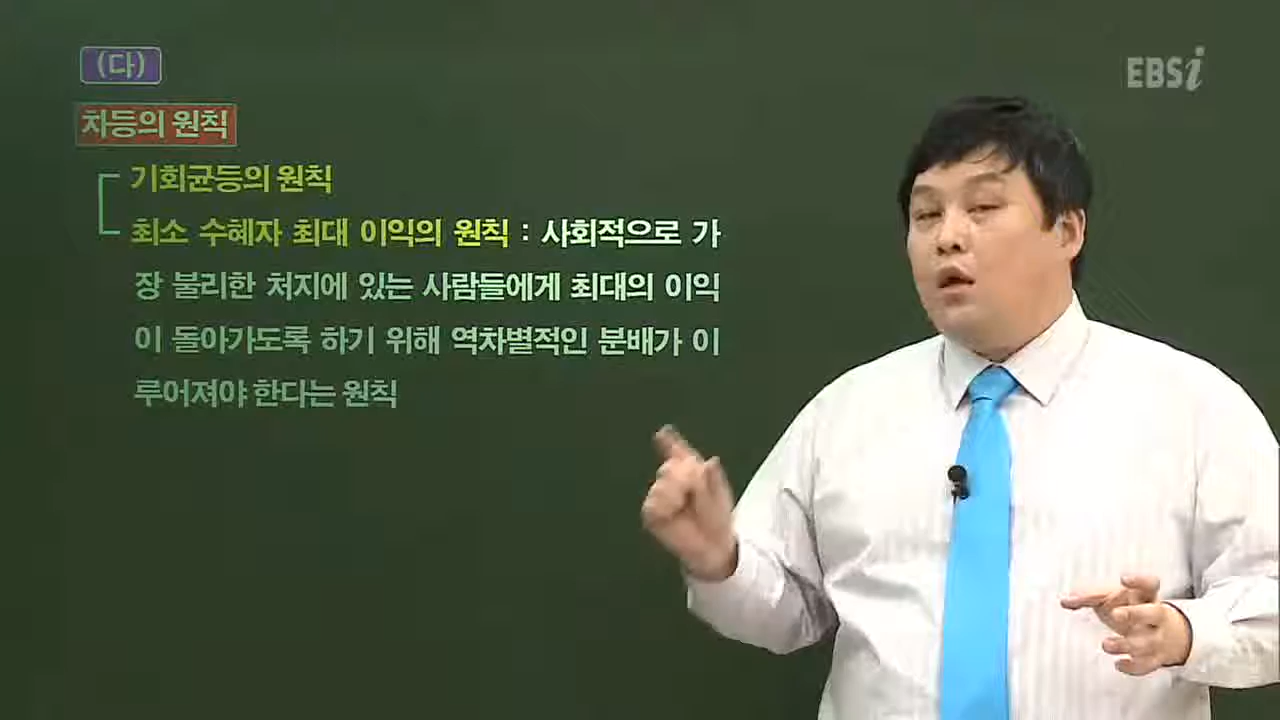 (다)
EBSi
차등의 원칙
기회균등의 원칙
최소 수혜자 최대 이익의 원칙 : 사회적으로 가
장 불리한 처지에 있는 사람들에게 최대의 이익
이 돌아가도록 하기 위해 역차별적인 분배가 이
루어져야 한다는 원칙